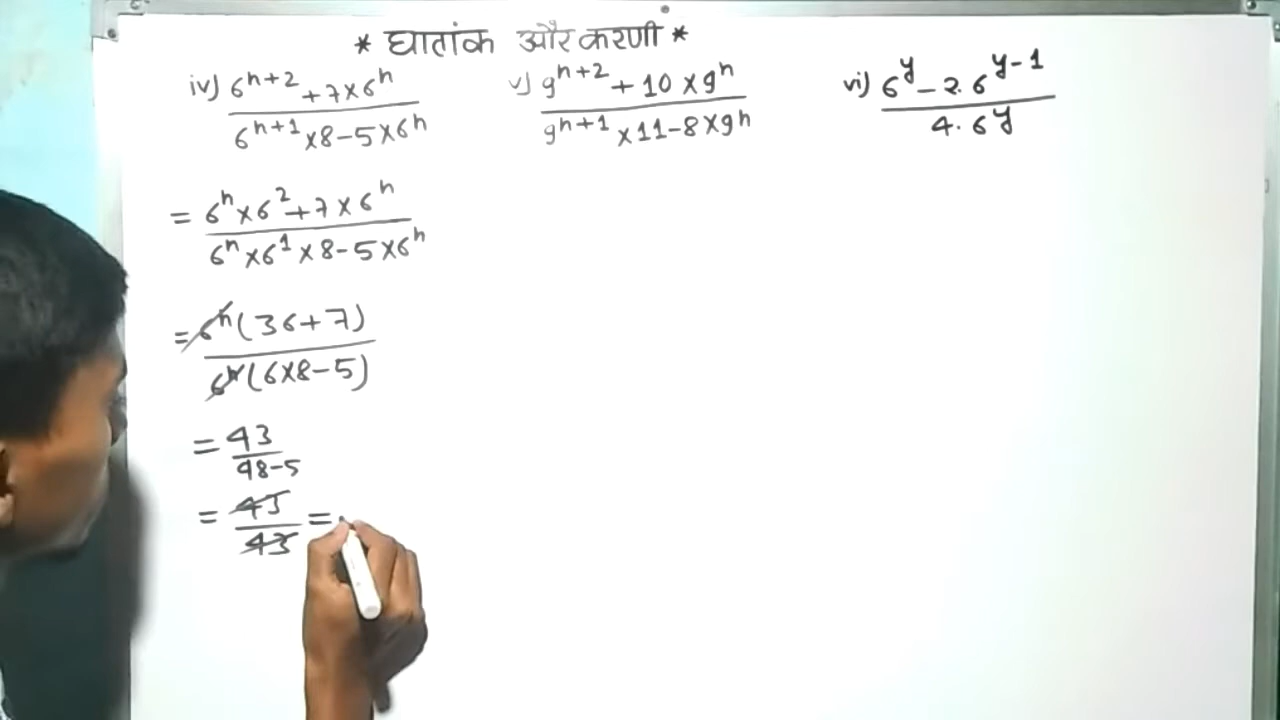 * घातांक और करणी *
iv) 6^{n+2} + 7 × 6^n / 6^{n+1} × 8 - 5 × 6^n
v) 9^{n+2} + 10 × 9^n / 9^{n+1} × 11 - 8 × 9^n
vi) 6^y - 2. 6^{y-1} / 4. 6^y
= 6^n × 6^2 + 7 × 6^n / 6^n × 6^1 × 8 - 5 × 6^n
= 6^n (36 + 7) / 6^n (6 × 8 - 5)
= 43 / 48 - 5
= 43 / 43 =